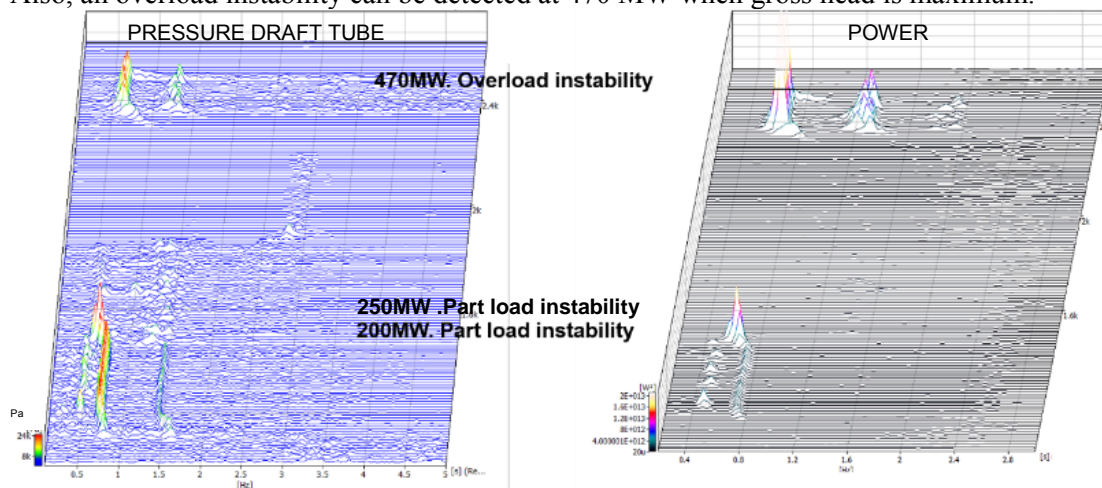 Also, an overload instability can be detected at 470 MW when gross head is maximum.
PRESSURE DRAFT TUBE
POWER
470MW. Overload instability
2.4k
2k
250MW .Part load instability
200MW. Part load instability
1.6k
Pa
24k
8k
0.5
1
1.5
2
2.5
3
3.5
4
4.5
5
[s] (Re...
[Hz]
2k
1.6k
2E+013
1.6E+013
1.2E+013
8E+012
4.000001E+012
20u
0.4
0.8
1.2
1.6
2
2.4
2.8
[s]
[Hz]